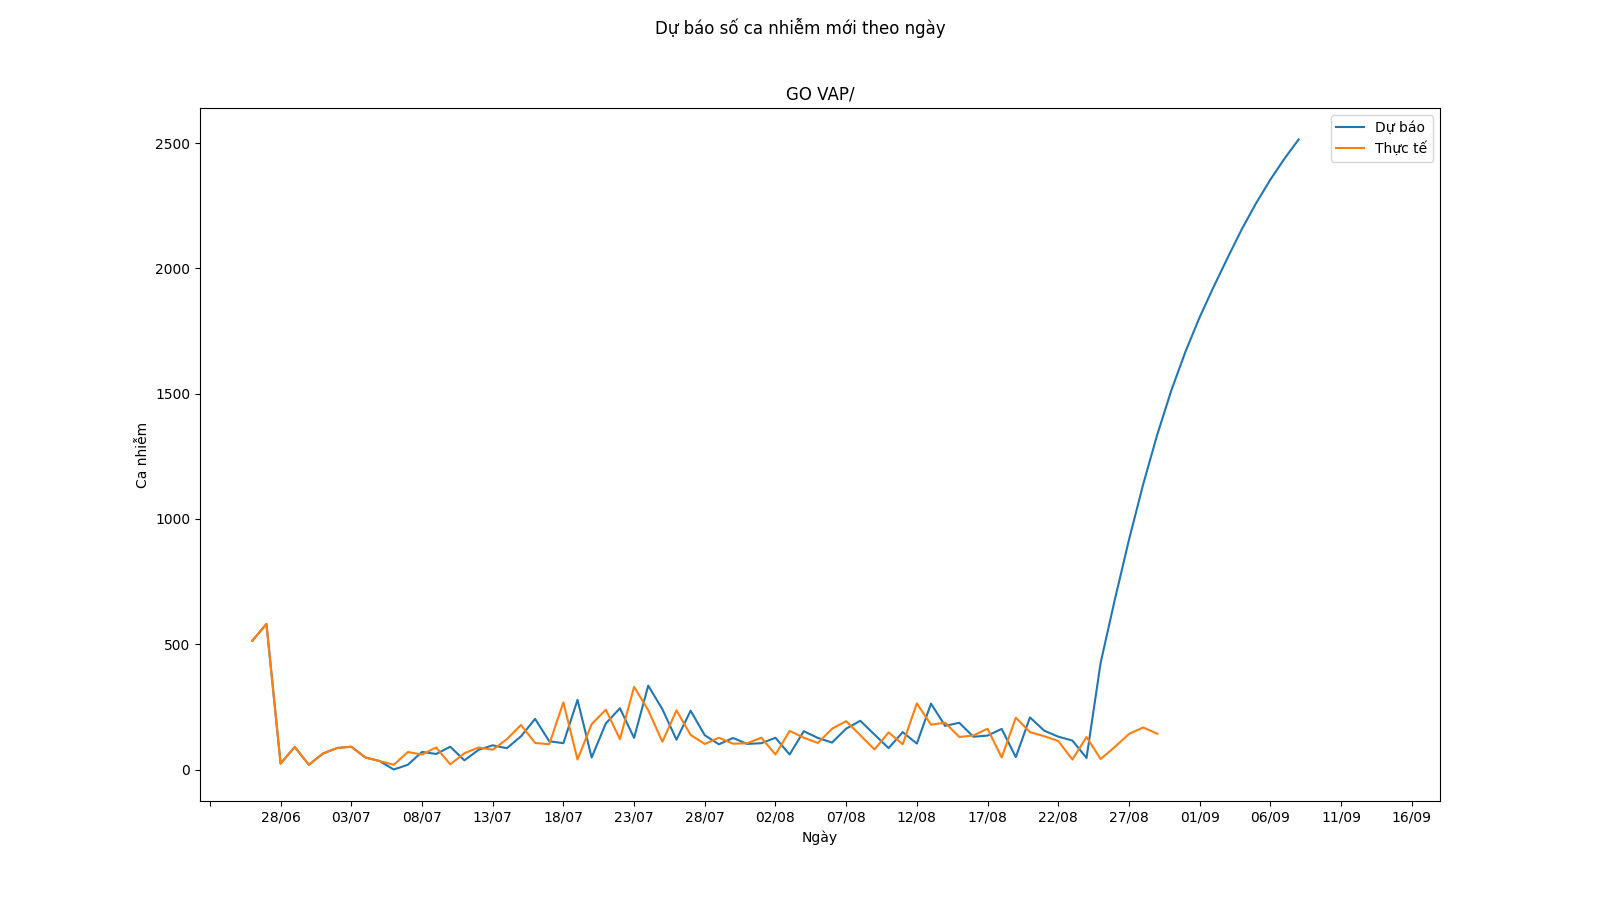 Dự báo số ca nhiễm mới theo ngày
GO VAP/
Dự báo
Thực tế
2500
2000
1500
1000
500
0
Ca nhiễm
28/06 03/07 08/07 13/07 18/07 23/07 28/07 02/08 07/08 12/08 17/08 22/08 27/08 01/09 06/09 11/09 16/09
Ngày